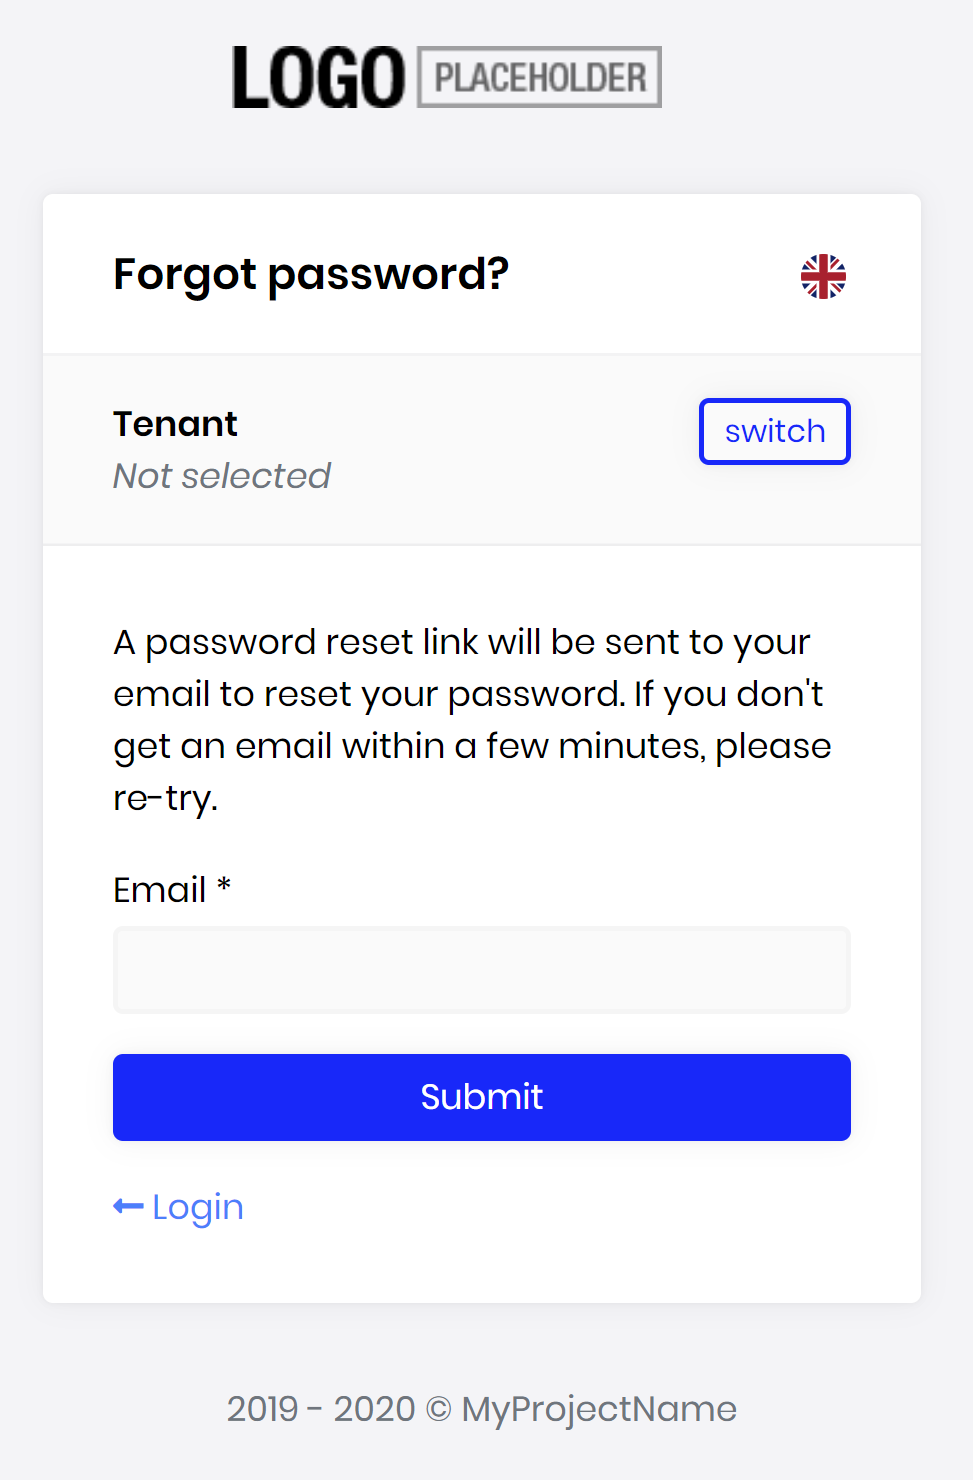 LOGO PLACEHOLDER
Forgot password?
Tenant
switch
Not selected
A password reset link will be sent to your
email to reset your password. If you don't
get an email within a few minutes, please
re-try.
Email *
Submit
Login
2019 - 2020 © MyProjectName